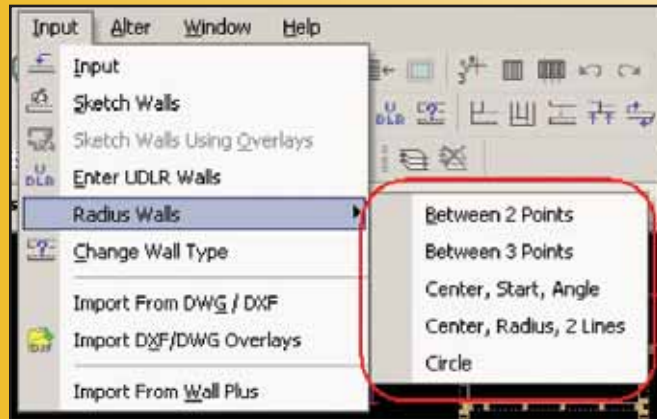 Input Alter Window Help
Input
Sketch Walls
Sketch Walls Using Overlays
U
DLR
Enter UDLR Walls
Radius Walls
Change Wall Type
Import From DWG / DXF
Import DXF/DWG Overlays
Import From Wall Plus
Between 2 Points
Between 3 Points
Center, Start, Angle
Center, Radius, 2 Lines
Circle